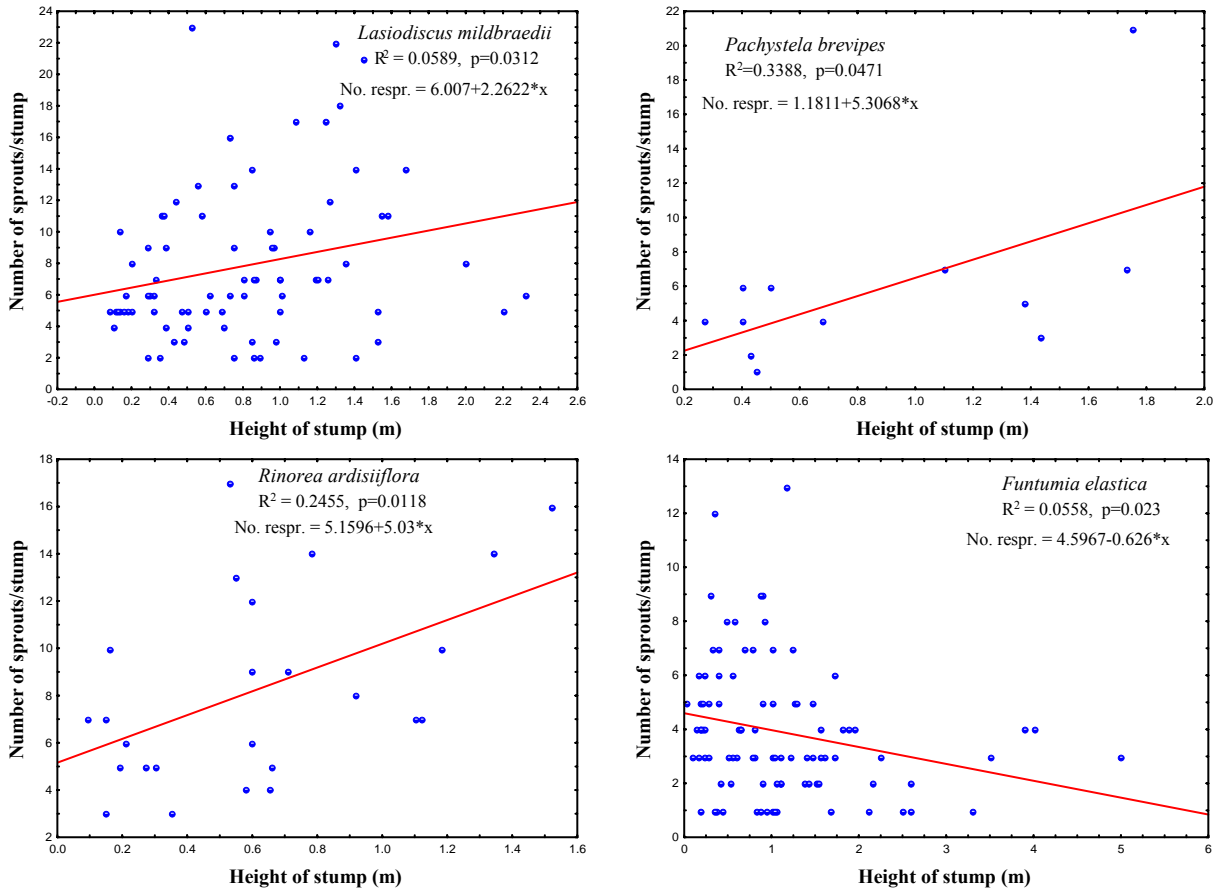 Lasiodiscus mildbraedii
R² = 0.0589, p=0.0312
No. respr. = 6.007+2.2622*x
Number of sprouts/stump
24
22
20
18
16
14
12
10
8
6
4
2
0
-0.2 0.0 0.2 0.4 0.6 0.8 1.0 1.2 1.4 1.6 1.8 2.0 2.2 2.4 2.6
Height of stump (m)
Pachystela brevipes
R²=0.3388, p=0.0471
No. respr. = 1.1811+5.3068*x
Number of sprouts/stump
22
20
18
16
14
12
10
8
6
4
2
0
0.2 0.4 0.6 0.8 1.0 1.2 1.4 1.6 1.8 2.0
Height of stump (m)
Rinorea ardisiiflora
R² = 0.2455, p=0.0118
No. respr. = 5.1596+5.03*x
Number of sprouts/stump
18
16
14
12
10
8
6
4
2
0.0 0.2 0.4 0.6 0.8 1.0 1.2 1.4 1.6
Height of stump (m)
Funtumia elastica
R² = 0.0558, p=0.023
No. respr. = 4.5967-0.626*x
Number of sprouts/stump
14
12
10
8
6
4
2
0
0 1 2 3 4 5 6
Height of stump (m)